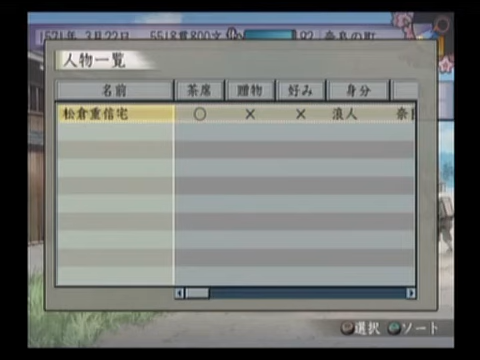 1571年 3月22日 5518貫800文 92 奈良の町
人物一覧
名前 茶席 贈物 好み 身分
松倉重信宅 ○ × × 浪人 奈良
選択 ソート